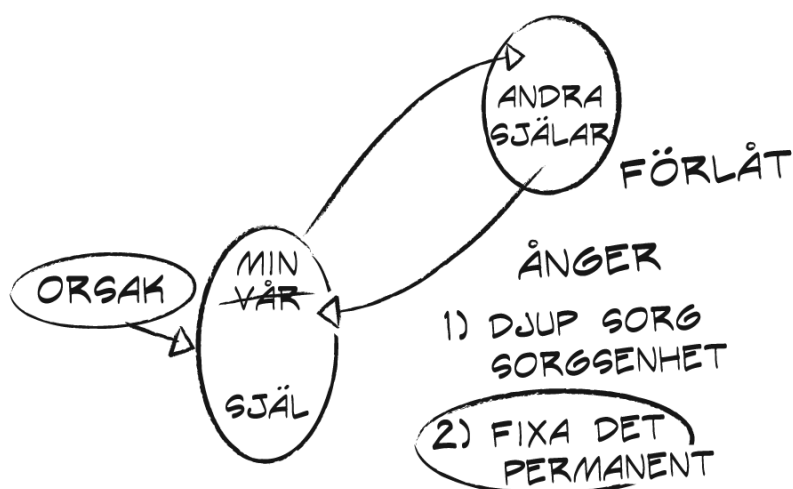 ANDRA
SJÄLAR
FÖRLÅT
MIN
VÅR
SJÄL
ORSAK
ÅNGER
1) DJUP SORG
SORGSENHET
2) FIXA DET
PERMANENT